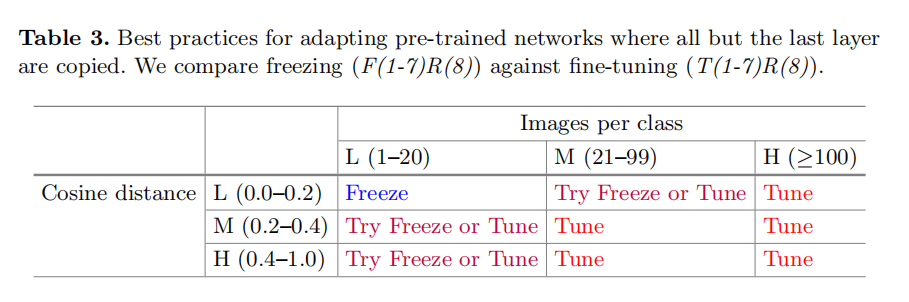 Table 3. Best practices for adapting pre-trained networks where all but the last layer
are copied. We compare freezing (F(1-7)R(8)) against fine-tuning (T(1-7)R(8)).
Images per class
L (1–20) M (21–99) H (≥100)
Cosine distance L (0.0–0.2) Freeze Try Freeze or Tune Tune
M (0.2–0.4) Try Freeze or Tune Tune Tune
H (0.4–1.0) Try Freeze or Tune Tune Tune